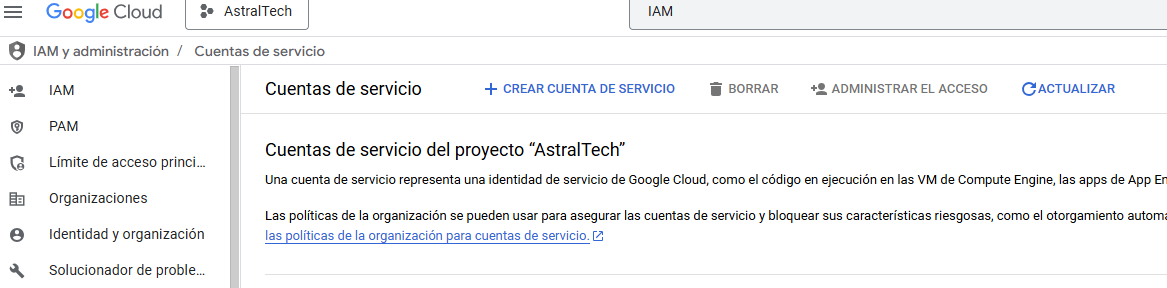 Google Cloud
AstralTech
IAM
IAM y administración / Cuentas de servicio
IAM
PAM
Límite de acceso princi...
Organizaciones
Identidad y organización
Solucionador de proble...
Cuentas de servicio
CREAR CUENTA DE SERVICIO
BORRAR
ADMINISTRAR EL ACCESO
ACTUALIZAR
Cuentas de servicio del proyecto “AstralTech”
Una cuenta de servicio representa una identidad de servicio de Google Cloud, como el código en ejecución en las VM de Compute Engine, las apps de App En
Las políticas de la organización se pueden usar para asegurar las cuentas de servicio y bloquear sus características riesgosas, como el otorgamiento automa
las políticas de la organización para cuentas de servicio.